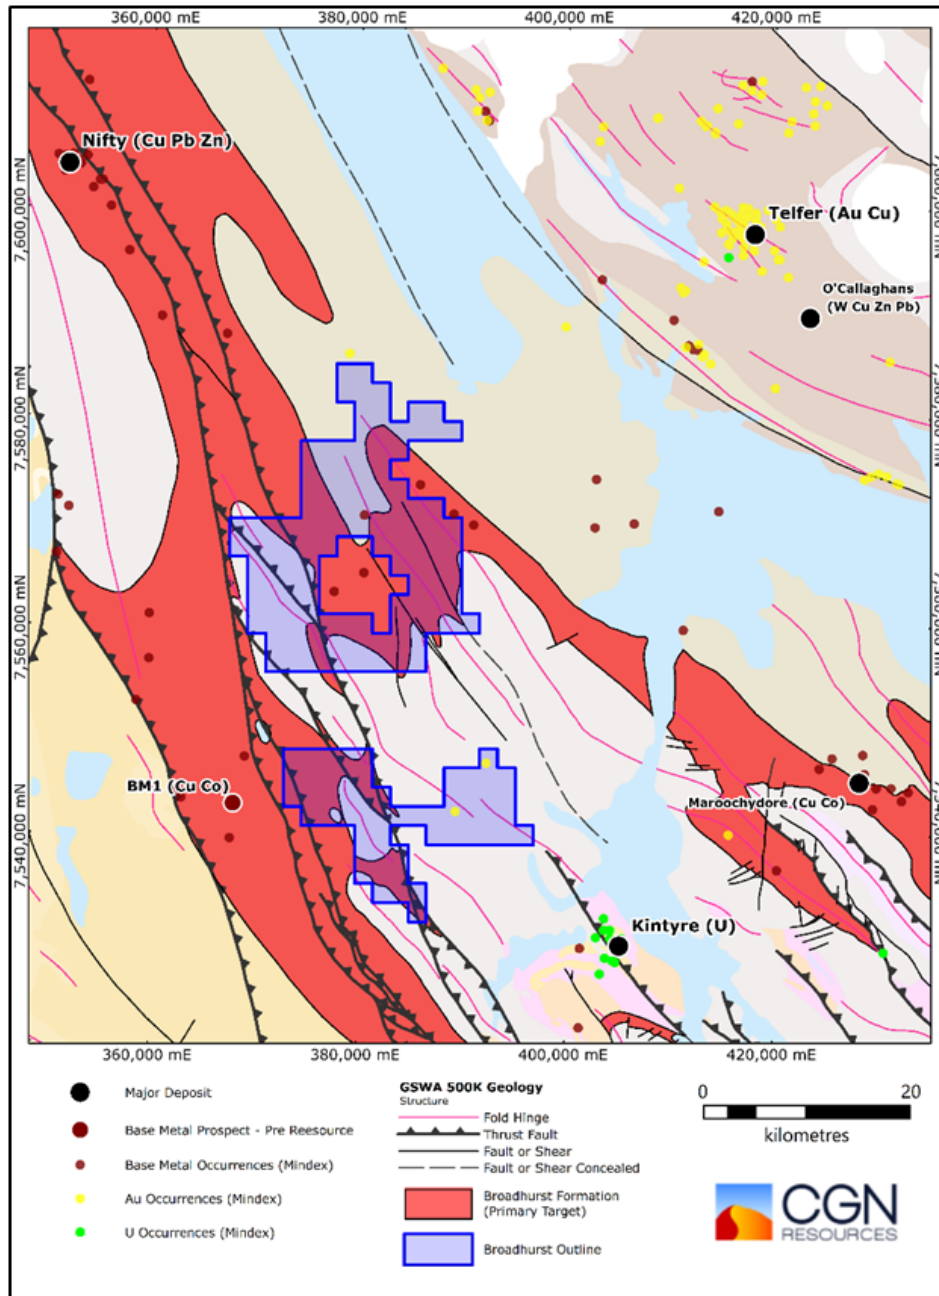 360,000 mE
380,000 mE
400,000 mE
420,000 mE
7,600,000 mN
7,580,000 mN
7,560,000 mN
7,540,000 mN
Nifty (Cu Pb Zn)
Telfer (Au Cu)
O'Callaghans
(W Cu Zn Pb)
BM1 (Cu Co)
Maroochydore (Cu Co)
Kintyre (U)
360,000 mE
380,000 mE
400,000 mE
420,000 mE
Major Deposit
Base Metal Prospect - Pre Reesource
Base Metal Occurrences (Mindex)
Au Occurrences (Mindex)
U Occurrences (Mindex)
GSWA 500K Geology
Structure
Fold Hinge
Thrust Fault
Fault or Shear
Fault or Shear Concealed
Broadhurst Formation
(Primary Target)
Broadhurst Outline
0
20
kilometres
CGN
RESOURCES